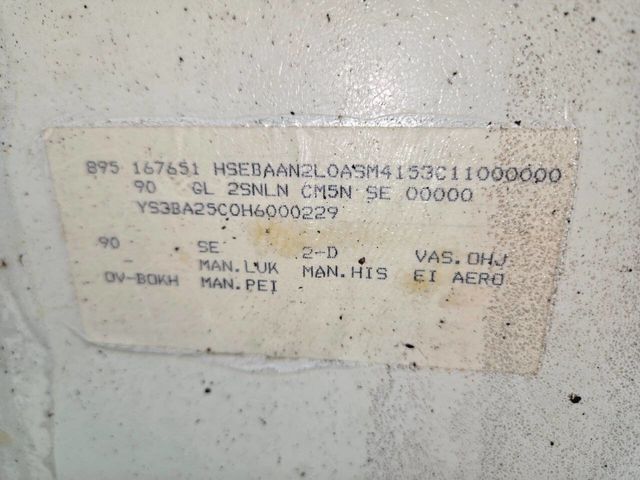 895 167651 HSEBAAN2LOASM4153C11000000
90 GL 2SNLN CM5N SE 00000
YS3BA25C0H6000229
90 SE 2-D VAS.OHJ
MAN.LUK MAN.HIS EI AERO
OV-BOKH MAN.PEI